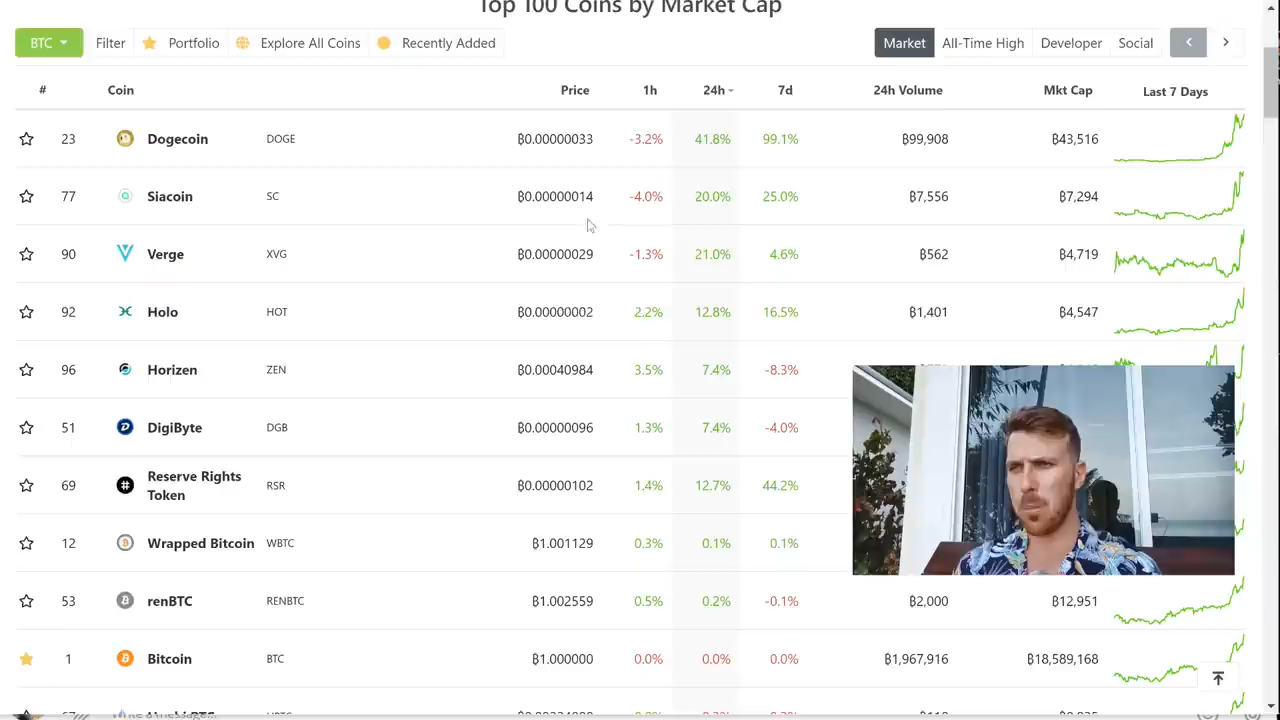 Top 100 Coins by Market Cap
BTC Filter Portfolio Explore All Coins Recently Added Market All-Time High Developer Social
# Coin Price 1h 24h 7d 24h Volume Mkt Cap Last 7 Days
23 Dogecoin DOGE ฿0.00000033 -3.2% 41.8% 99.1% ฿99,908 ฿43,516
77 Siacoin SC ฿0.00000014 -4.0% 20.0% 25.0% ฿7,556 ฿7,294
90 Verge XVG ฿0.00000029 -1.3% 21.0% 4.6% ฿562 ฿4,719
92 Holo HOT ฿0.00000002 2.2% 12.8% 16.5% ฿1,401 ฿4,547
96 Horizen ZEN ฿0.00040984 3.5% 7.4% -8.3%
51 DigiByte DGB ฿0.00000096 1.3% 7.4% -4.0%
69 Reserve Rights Token RSR ฿0.00000102 1.4% 12.7% 44.2%
12 Wrapped Bitcoin WBTC ฿1.001129 0.3% 0.1% 0.1%
53 renBTC RENBTC ฿1.002559 0.5% 0.2% -0.1% ฿2,000 ฿12,951
1 Bitcoin BTC ฿1.000000 0.0% 0.0% 0.0% ฿1,967,916 ฿18,589,168